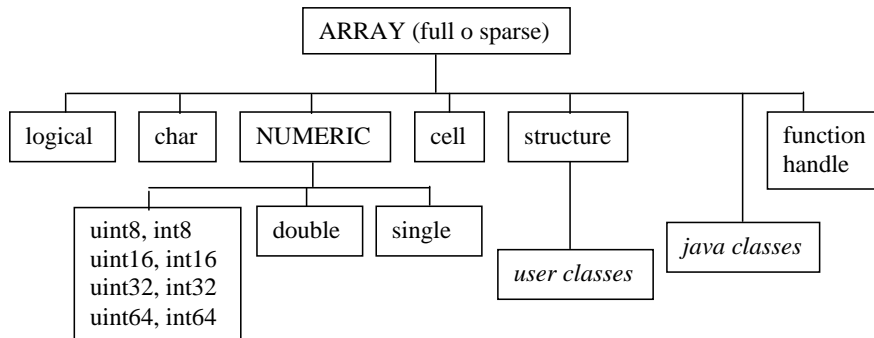 ARRAY (full o sparse)
logical
char
NUMERIC
cell
structure
function
handle
uint8, int8
uint16, int16
uint32, int32
uint64, int64
double
single
user classes
java classes